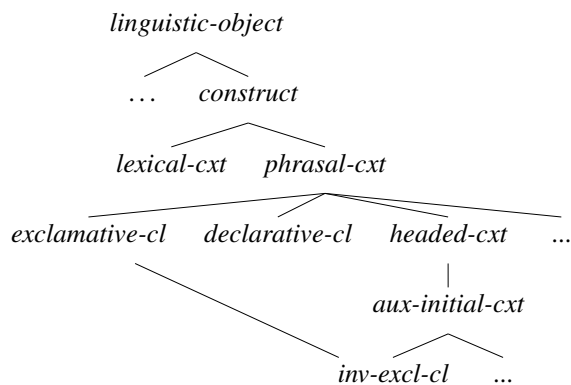 linguistic-object
... construct
lexical-cxt phrasal-cxt
exclamative-cl declarative-cl headed-cxt ...
aux-initial-cxt
inv-excl-cl ...